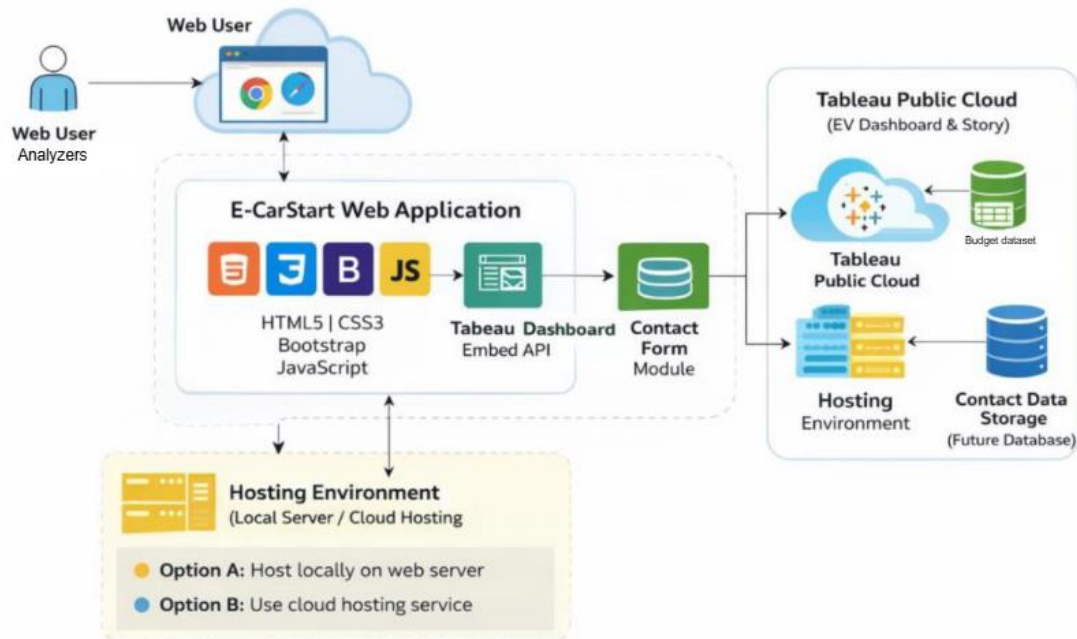 Web User
Web User
Analyzers
E-CarStart Web Application
B
JS
HTML5 | CSS3
Bootstrap
JavaScript
Tabeau Dashboard
Embed API
Contact
Form
Module
Tableau Public Cloud
(EV Dashboard & Story)
Budget dataset
Tableau
Public Cloud
Hosting
Environment
Contact Data
Storage
(Future Database)
Hosting Environment
(Local Server / Cloud Hosting
Option A: Host locally on web server
Option B: Use cloud hosting service